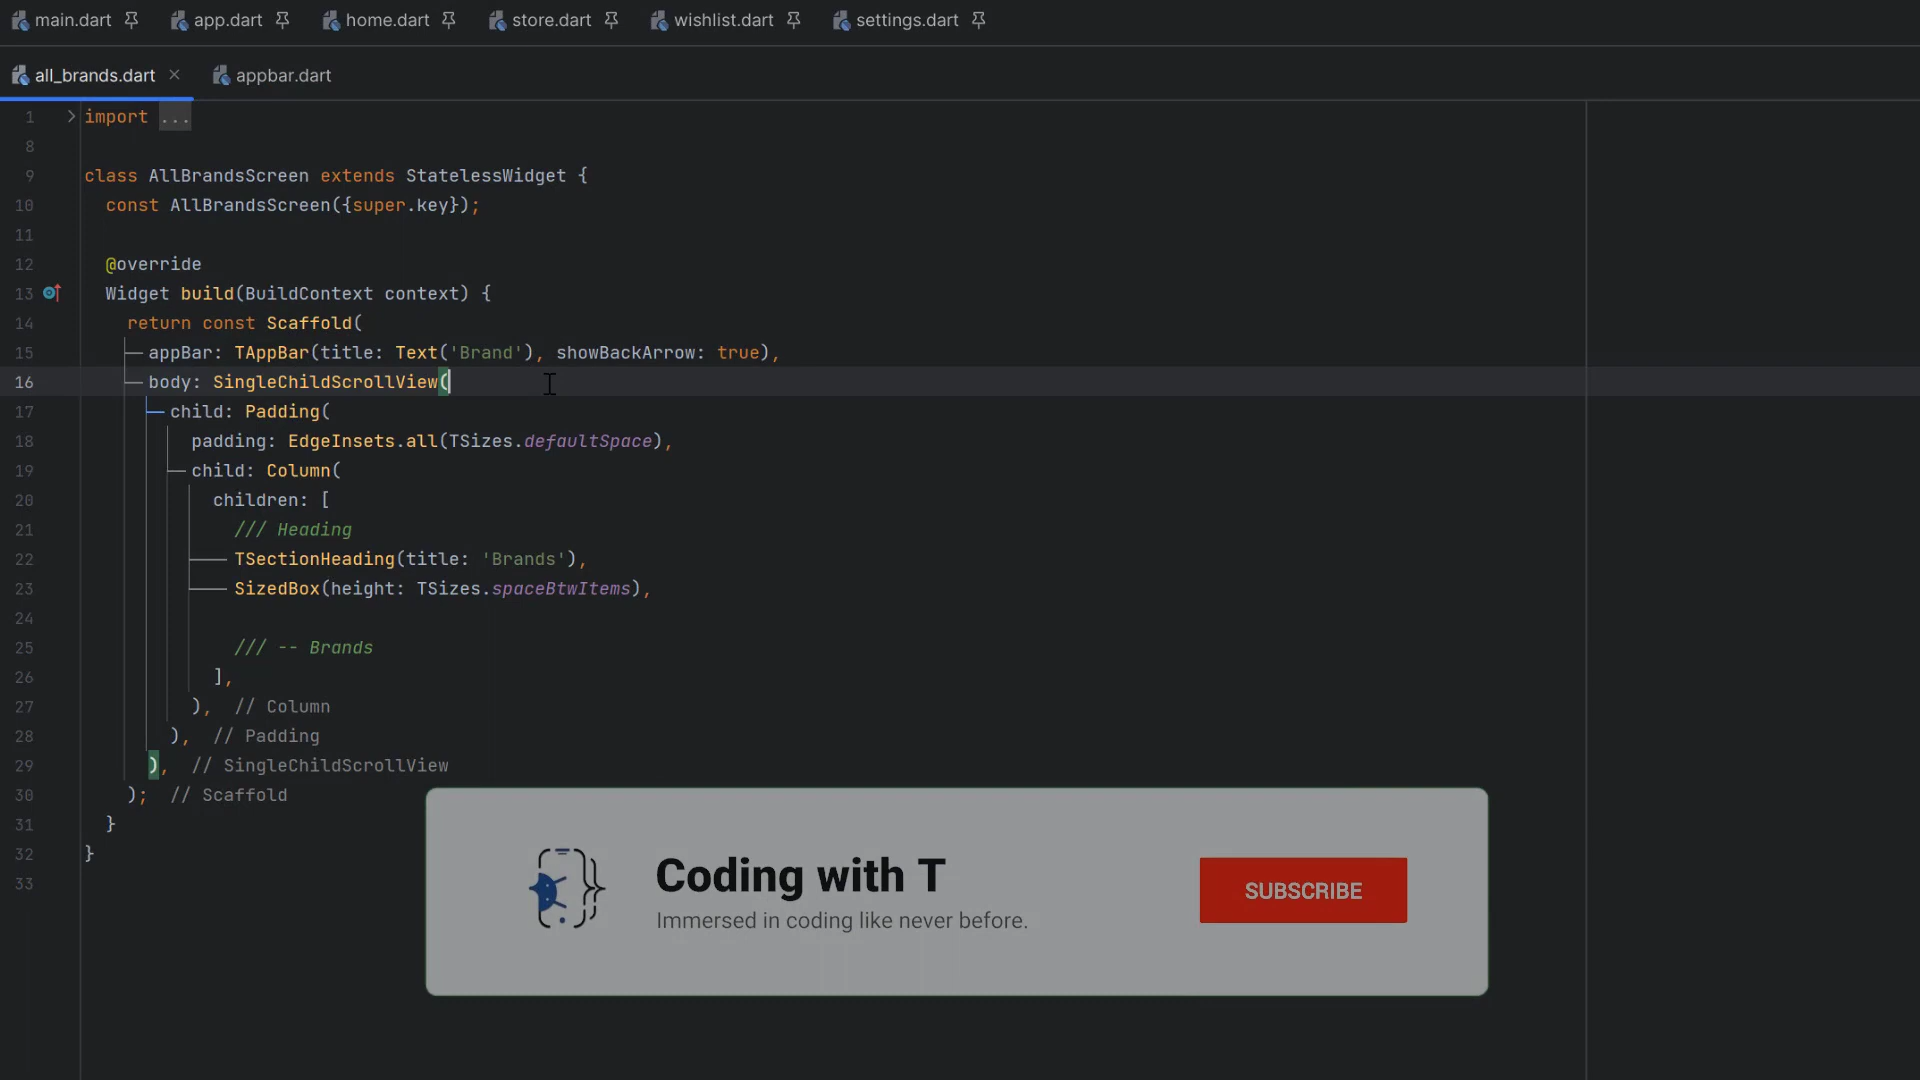 main.dart app.dart home.dart store.dart wishlist.dart settings.dart
all_brands.dart appbar.dart
1 import ...
8
9 class AllBrandsScreen extends StatelessWidget {
10 const AllBrandsScreen({super.key});
11
12 @override
13 Widget build(BuildContext context) {
14 return const Scaffold(
15 appBar: TAppBar(title: Text('Brand'), showBackArrow: true),
16 body: SingleChildScrollView(
17 child: Padding(
18 padding: EdgeInsets.all(TSizes.defaultSpace),
19 child: Column(
20 children: [
21 /// Heading
22 TSectionHeading(title: 'Brands'),
23 SizedBox(height: TSizes.spaceBtwItems),
24
25 /// -- Brands
26 ],
27 ), // Column
28 ), // Padding
29 ), // SingleChildScrollView
30 ); // Scaffold
31 }
32 }
33
Coding with T
Immersed in coding like never before.
SUBSCRIBE